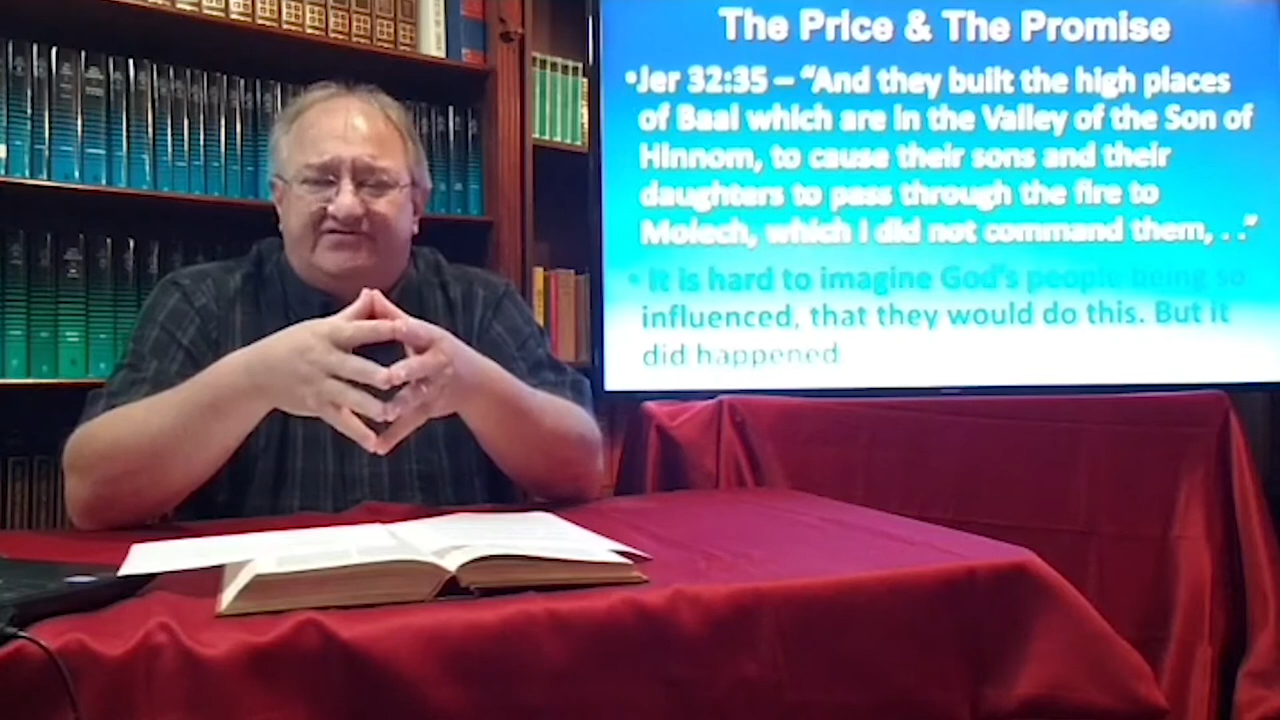 The Price & The Promise
•Jer 32:35 – “And they built the high places
of Baal which are in the Valley of the Son of
Hinnom, to cause their sons and their
daughters to pass through the fire to
Molech, which I did not command them, . .”
• It is hard to imagine God's people being so
influenced, that they would do this. But it
did happened